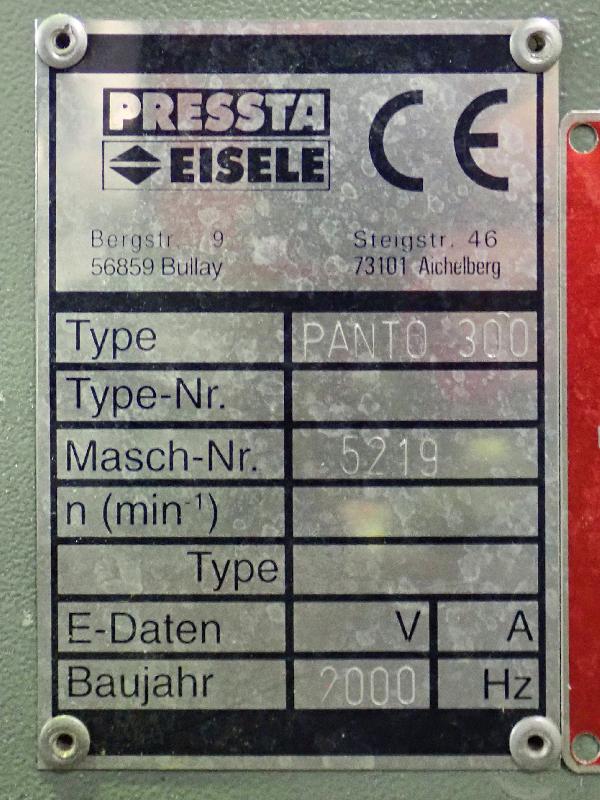 PRESSTA
EISELE
CE
Bergstr. 9
56859 Bullay
Steigstr. 46
73101 Aichelberg
Type PANTO 300
Type-Nr.
Masch-Nr. 5219
n (min⁻¹)
Type
E-Daten V A
Baujahr 2000 Hz